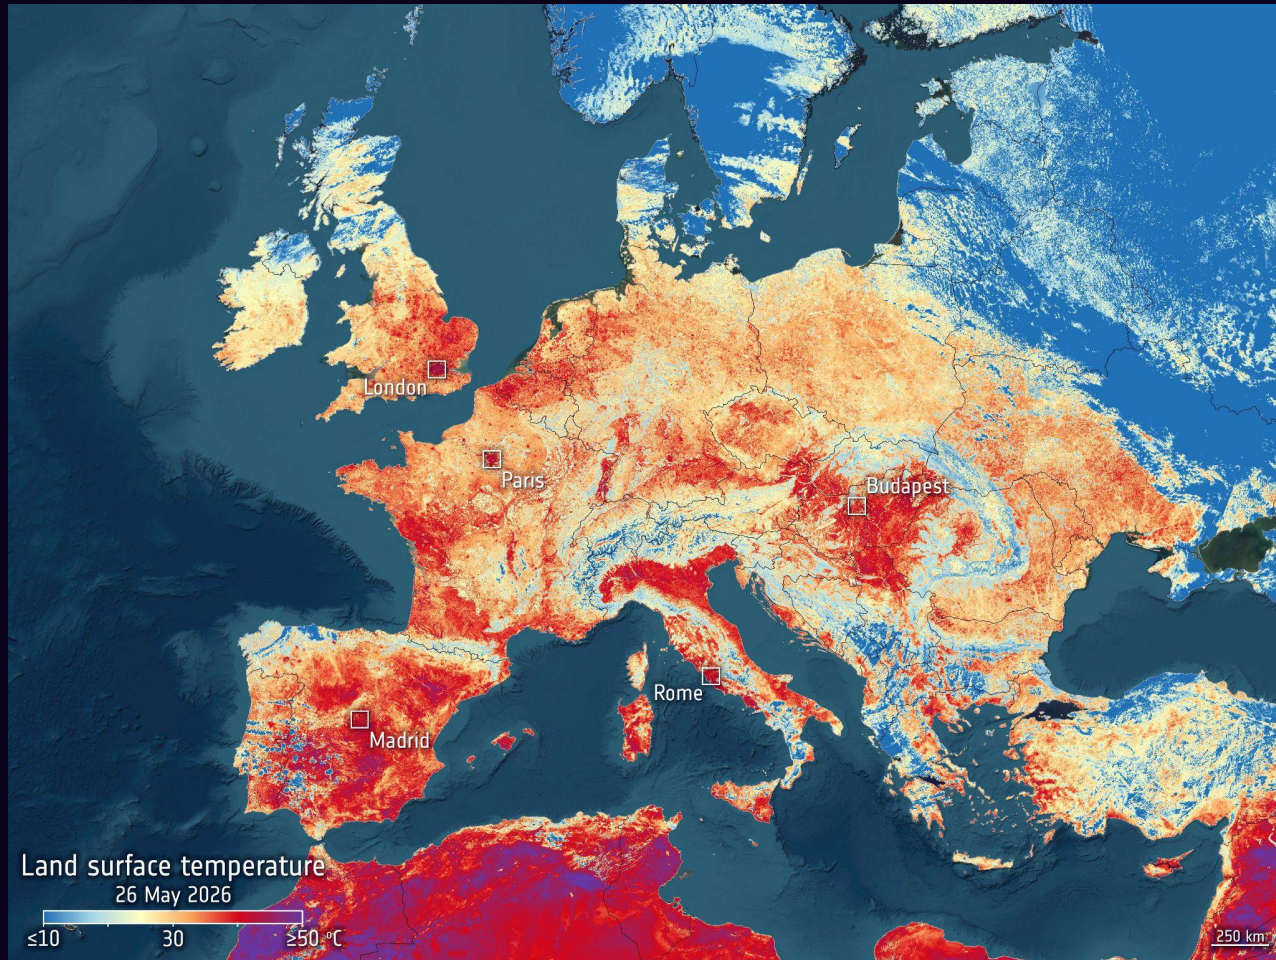 London
Paris
Budapest
Rome
Madrid
Land surface temperature
26 May 2026
≤10 30 ≥50 °C
250 km